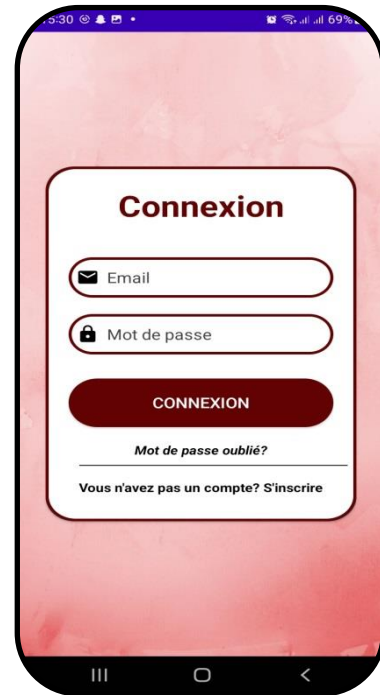 5:30 69%
Connexion
Email
Mot de passe
CONNEXION
Mot de passe oublié?
Vous n'avez pas un compte? S'inscrire